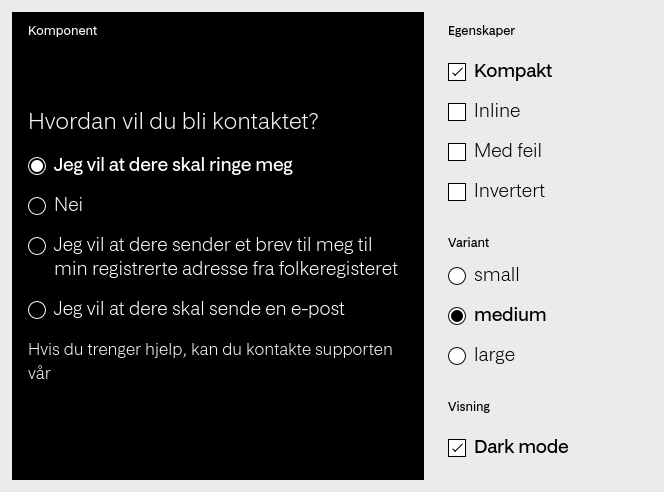 Komponent
Hvordan vil du bli kontaktet?
Jeg vil at dere skal ringe meg
Nei
Jeg vil at dere sender et brev til meg til
min registrerte adresse fra folkeregisteret
Jeg vil at dere skal sende en e-post
Hvis du trenger hjelp, kan du kontakte supporten
vår
Egenskaper
Kompakt
Inline
Med feil
Invertert
Variant
small
medium
large
Visning
Dark mode